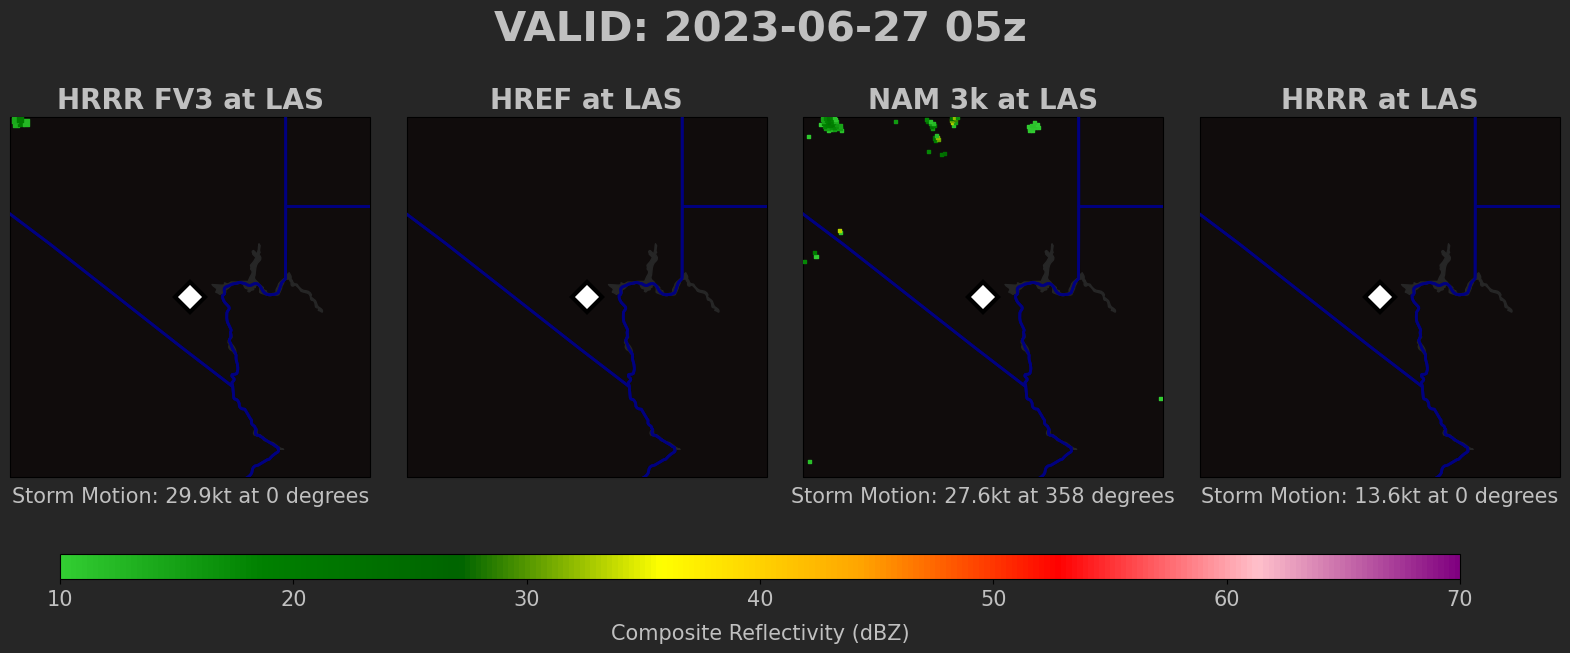 VALID: 2023-06-27 05z
HRRR FV3 at LAS
HREF at LAS
NAM 3k at LAS
HRRR at LAS
Storm Motion: 29.9kt at 0 degrees
Storm Motion: 27.6kt at 358 degrees
Storm Motion: 13.6kt at 0 degrees
10 20 30 40 50 60 70
Composite Reflectivity (dBZ)